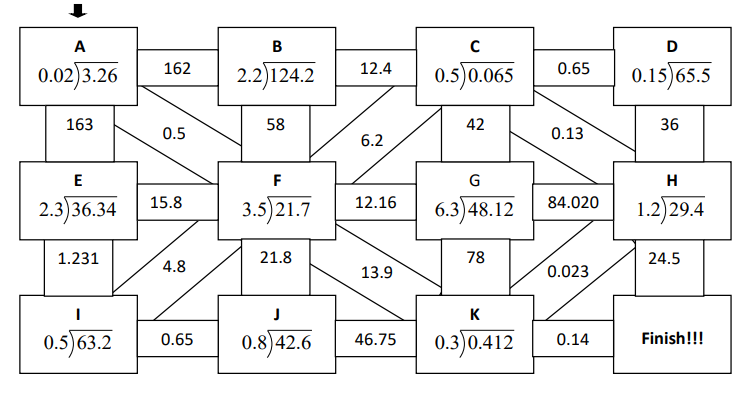 A B C D
0.02)3.26 162 2.2)124.2 12.4 0.5)0.065 0.65 0.15)65.5
163 0.5 58 6.2 42 0.13 36
E F G H
2.3)36.34 15.8 3.5)21.7 12.16 6.3)48.12 84.020 1.2)29.4
1.231 4.8 21.8 13.9 78 0.023 24.5
I J K
0.5)63.2 0.65 0.8)42.6 46.75 0.3)0.412 0.14 Finish!!!